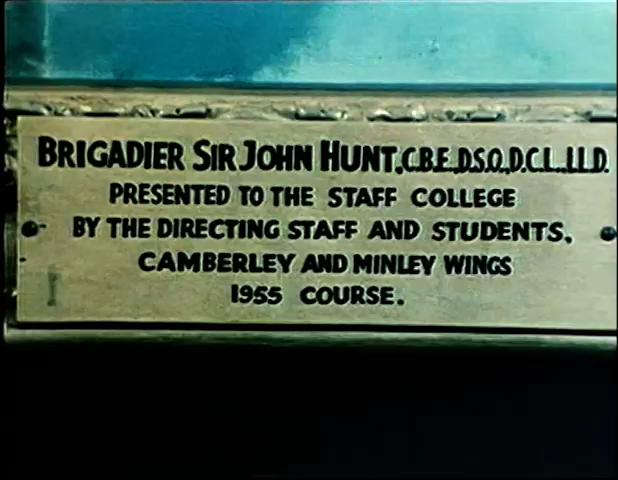 BRIGADIER SIR JOHN HUNT, C.B.E., D.S.O., D.C.L., LL.D.
PRESENTED TO THE STAFF COLLEGE
BY THE DIRECTING STAFF AND STUDENTS.
CAMBERLEY AND MINLEY WINGS
1955 COURSE.